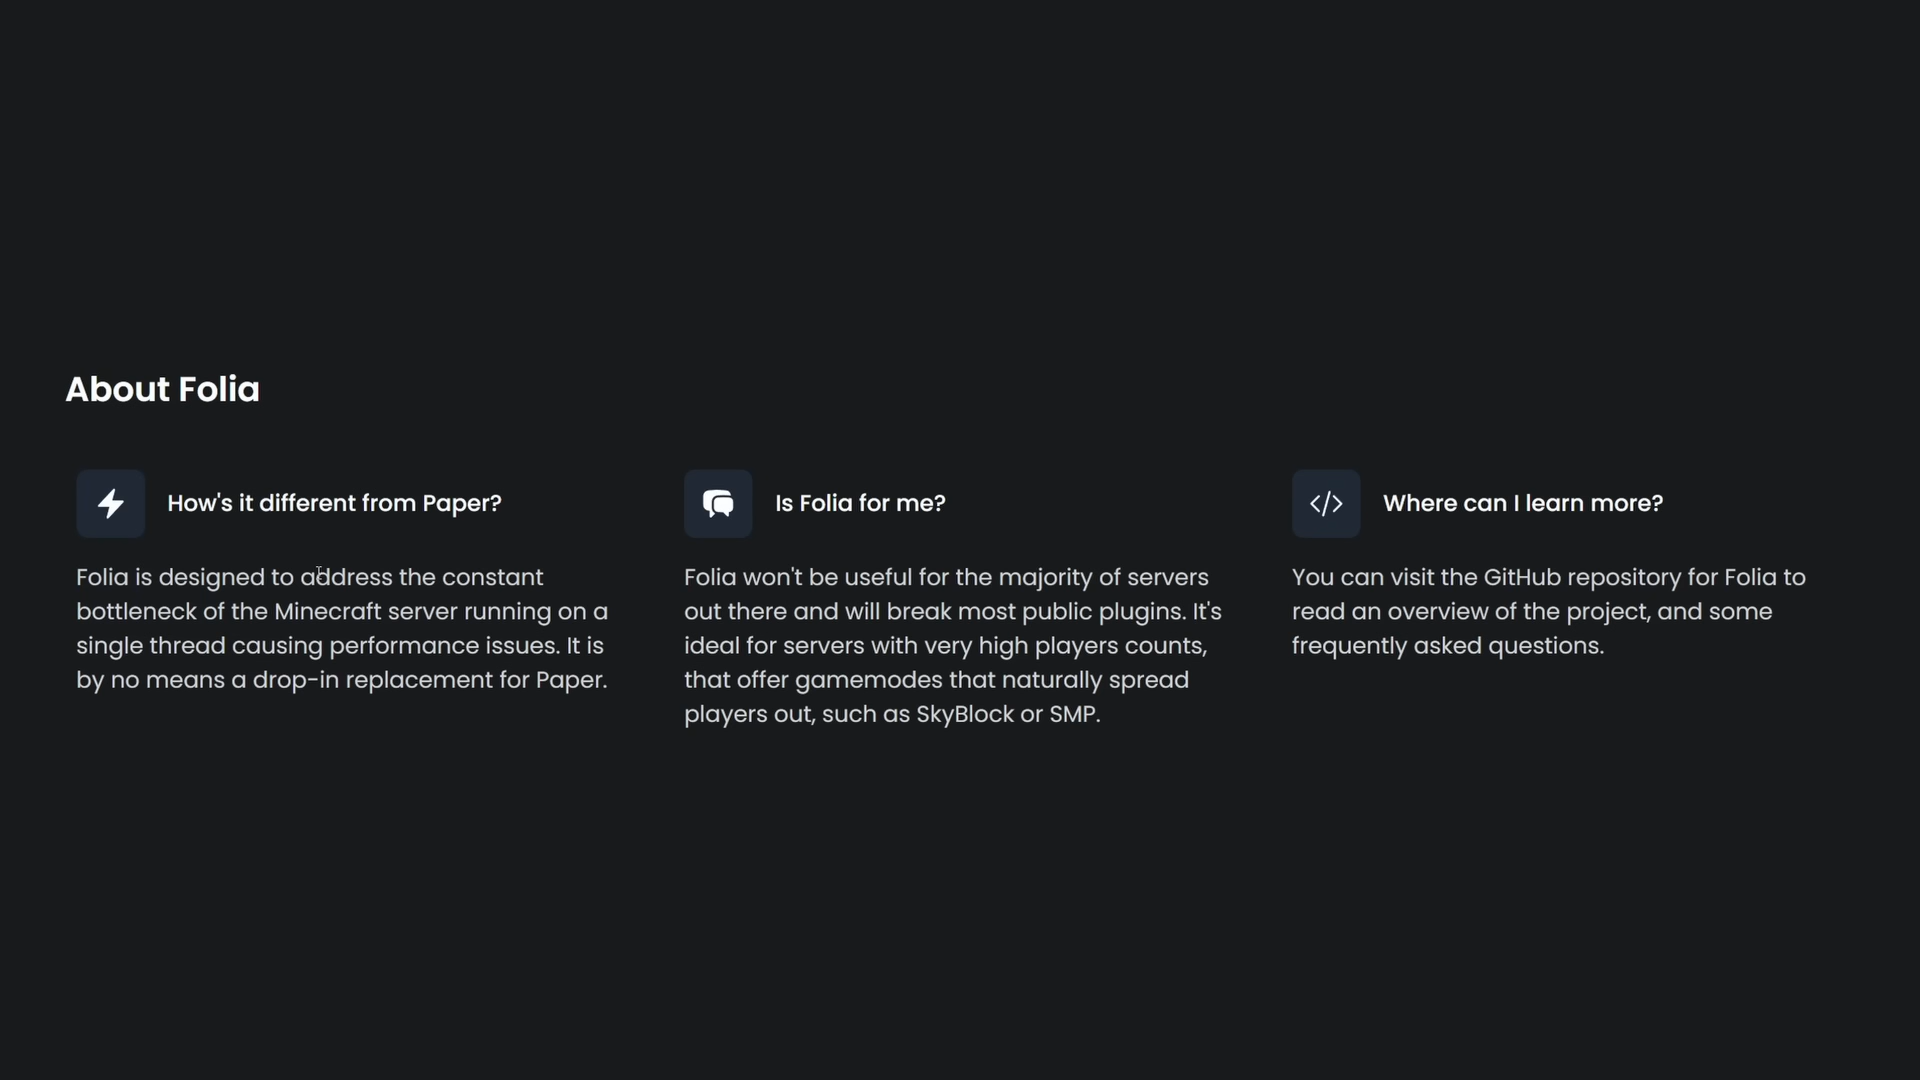 About Folia
How's it different from Paper?
Folia is designed to address the constant
bottleneck of the Minecraft server running on a
single thread causing performance issues. It is
by no means a drop-in replacement for Paper.
Is Folia for me?
Folia won't be useful for the majority of servers
out there and will break most public plugins. It's
ideal for servers with very high players counts,
that offer gamemodes that naturally spread
players out, such as SkyBlock or SMP.
Where can I learn more?
You can visit the GitHub repository for Folia to
read an overview of the project, and some
frequently asked questions.